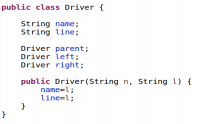 public class Driver {
String name;
String line;
Driver parent;
Driver left;
Driver right;
public Driver(String n, String l) {
name=l;
line=l;
}
}